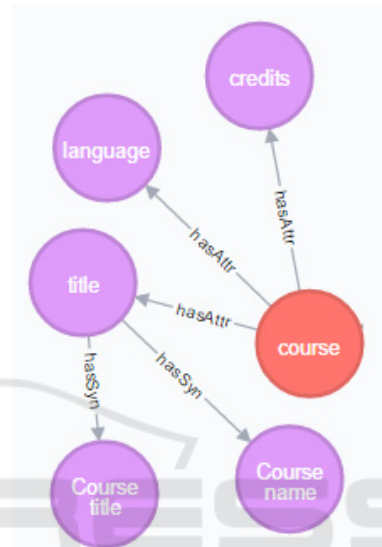 credits
language
hasAttr
hasAttr
title
hasAttr
course
hasSyn
hasSyn
Course
title
Course
name